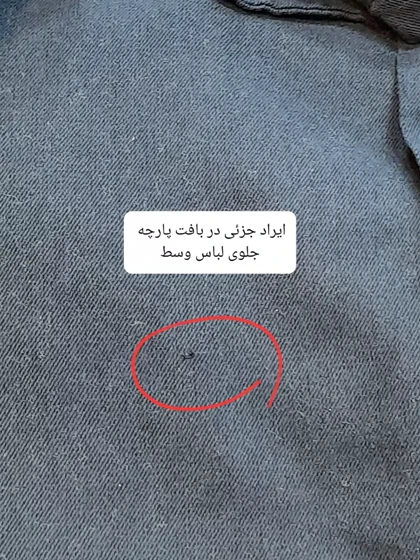 ایراد جزئی در بافت پارچه
جلوی لباس وسط